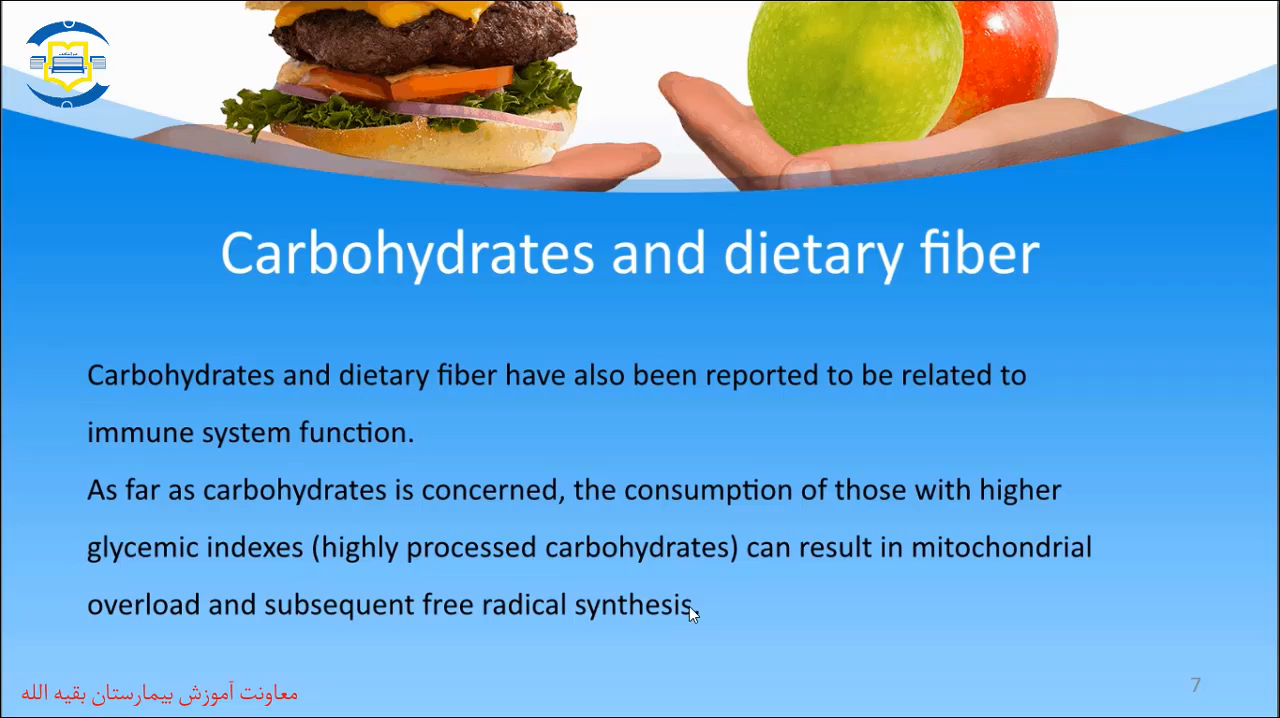 Carbohydrates and dietary fiber
Carbohydrates and dietary fiber have also been reported to be related to
immune system function.
As far as carbohydrates is concerned, the consumption of those with higher
glycemic indexes (highly processed carbohydrates) can result in mitochondrial
overload and subsequent free radical synthesis.
معاونت آموزش بیمارستان بقیه الله
7